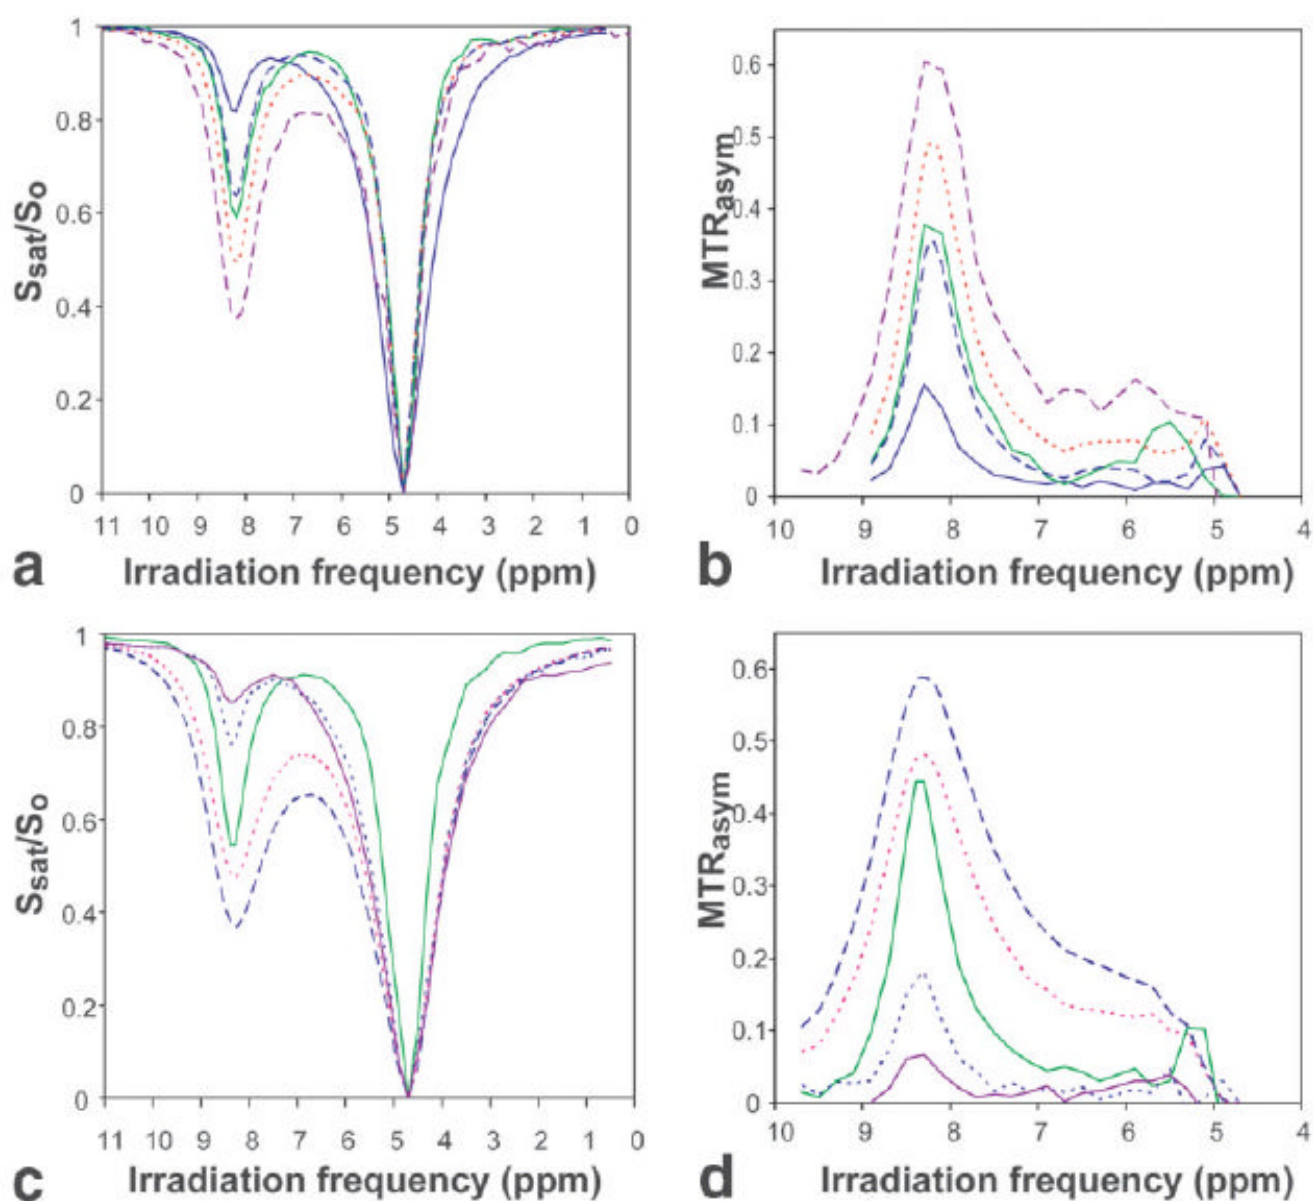 Ssat/So
1
0.8
0.6
0.4
0.2
0
11 10 9 8 7 6 5 4 3 2 1 0
a Irradiation frequency (ppm)
MTRasym
0.6
0.5
0.4
0.3
0.2
0.1
0
10 9 8 7 6 5 4
b Irradiation frequency (ppm)
Ssat/So
1
0.8
0.6
0.4
0.2
0
11 10 9 8 7 6 5 4 3 2 1 0
c Irradiation frequency (ppm)
MTRasym
0.6
0.5
0.4
0.3
0.2
0.1
0
10 9 8 7 6 5 4
d Irradiation frequency (ppm)